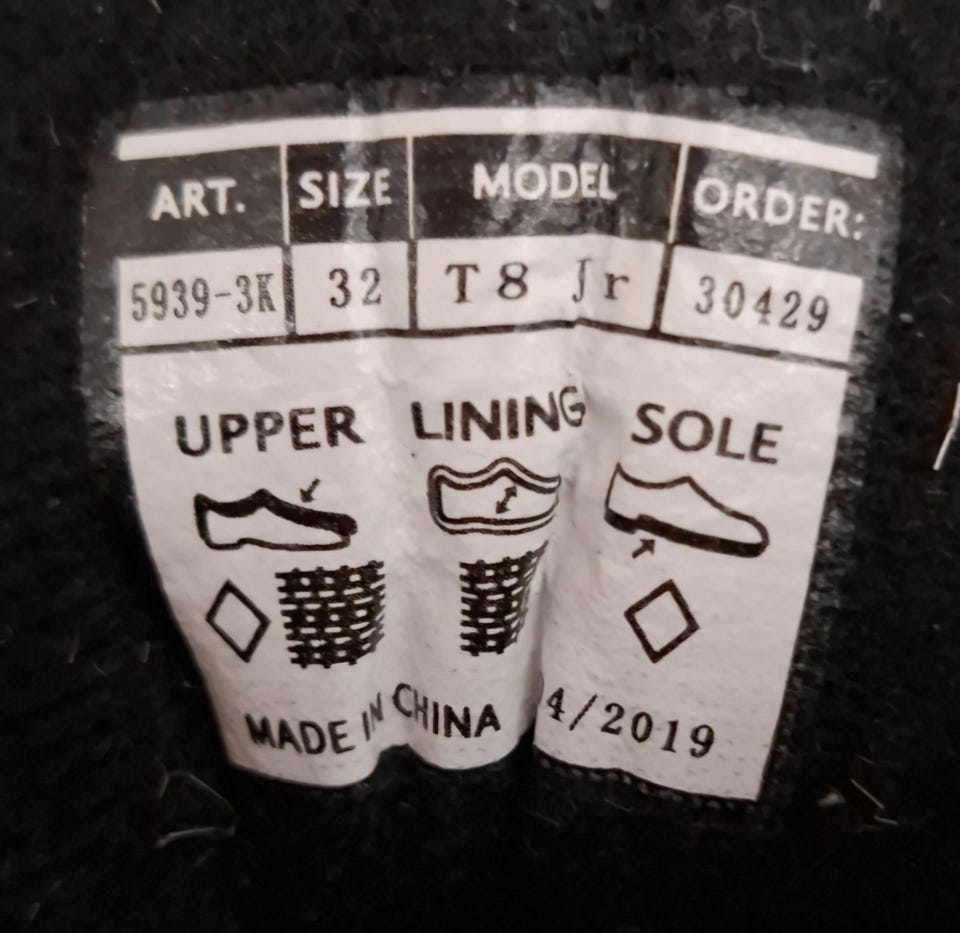 ART. SIZE MODEL ORDER:
5939-3K 32 T8 Jr 30429
UPPER LINING SOLE
MADE IN CHINA 4/2019